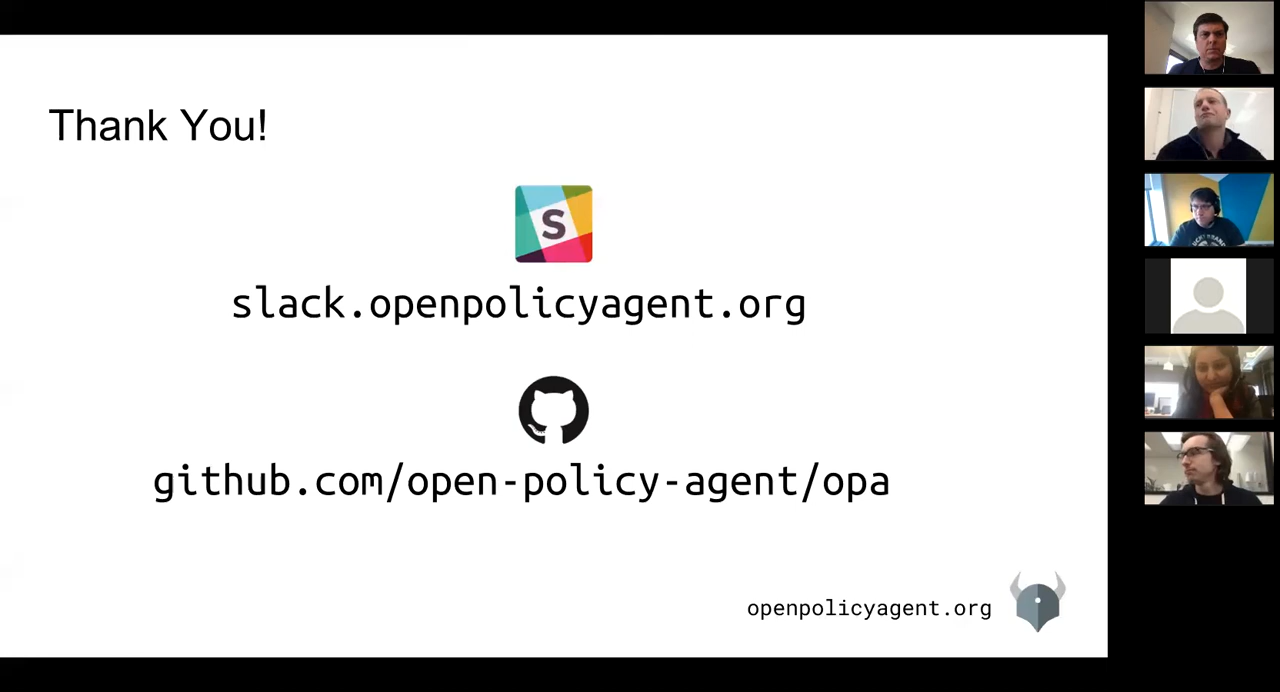 Thank You!
S
slack.openpolicyagent.org
github.com/open-policy-agent/opa
openpolicyagent.org